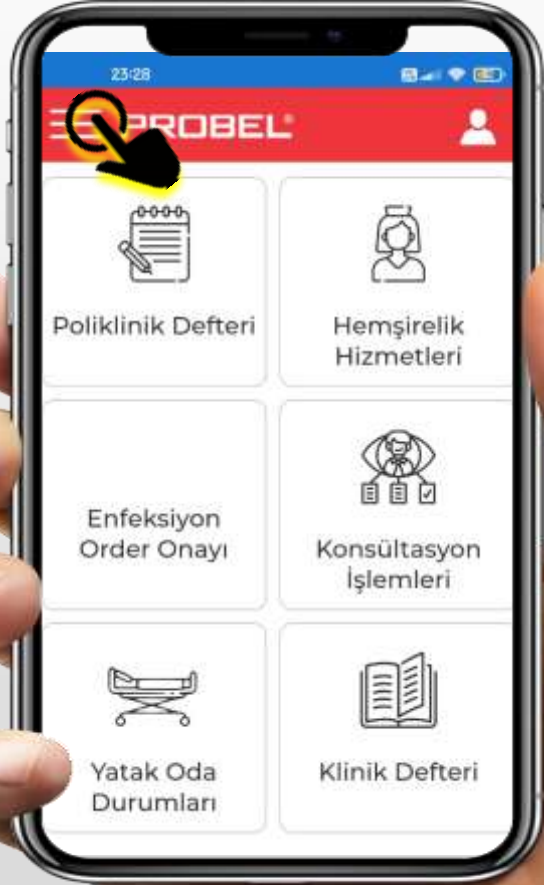 23:28
PROBEL
Poliklinik Defteri
Hemşirelik
Hizmetleri
Enfeksiyon
Order Onayı
Konsültasyon
İşlemleri
Yatak Oda
Durumları
Klinik Defteri